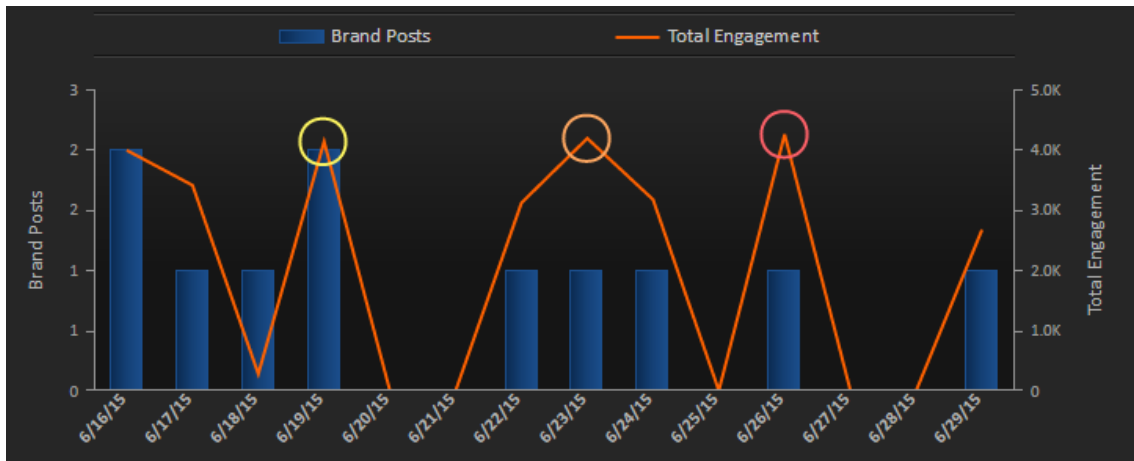 Brand Posts Total Engagement
3 5.0K
2 4.0K
2 3.0K
1 2.0K
1 1.0K
0 0
Brand Posts
Total Engagement
6/16/15 6/17/15 6/18/15 6/19/15 6/20/15 6/21/15 6/22/15 6/23/15 6/24/15 6/25/15 6/26/15 6/27/15 6/28/15 6/29/15